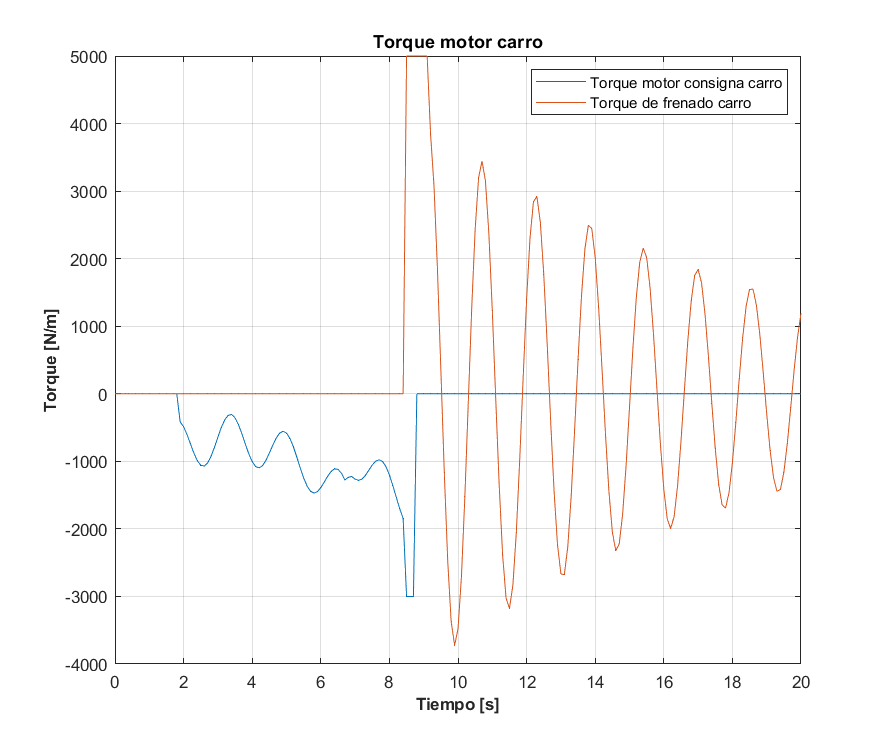 Torque motor carro
Torque motor consigna carro
Torque de frenado carro
Torque [N/m]
5000
4000
3000
2000
1000
0
-1000
-2000
-3000
-4000
0 2 4 6 8 10 12 14 16 18 20
Tiempo [s]